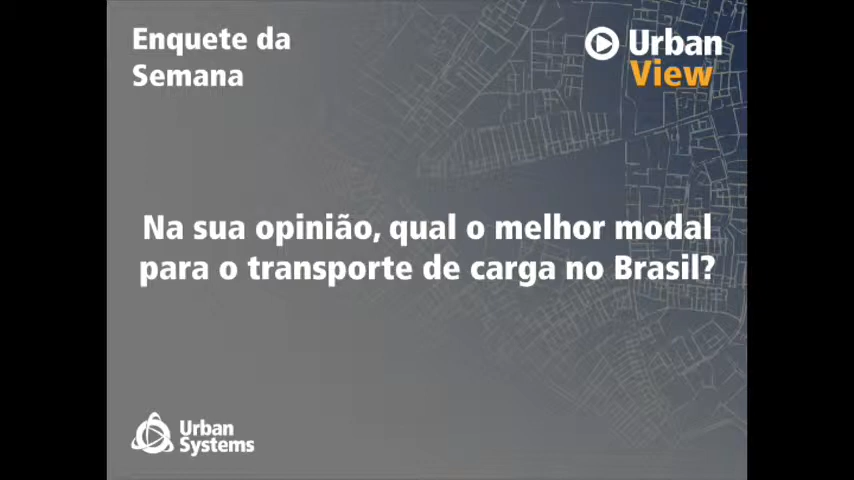 Enquete da
Semana
Urban
View
Na sua opinião, qual o melhor modal
para o transporte de carga no Brasil?
Urban
Systems